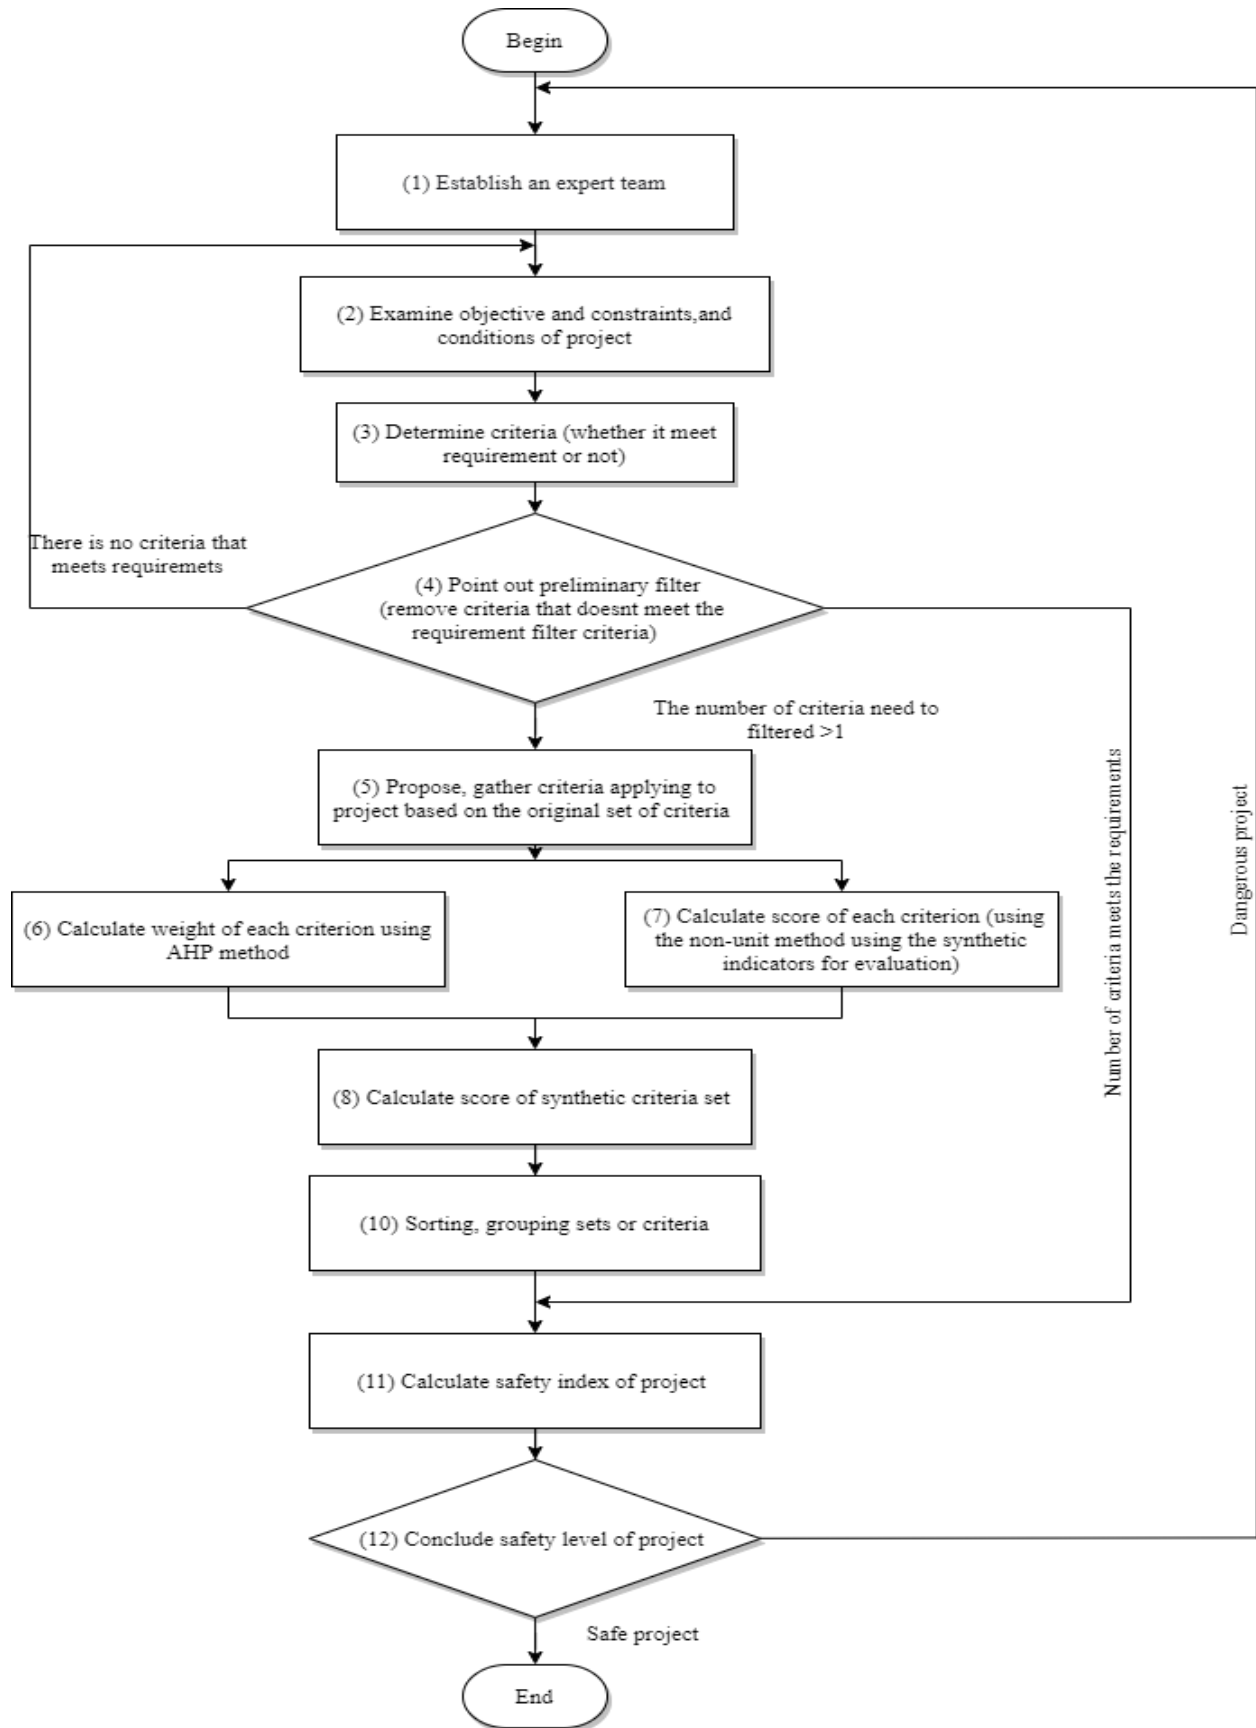 Begin
(1) Establish an expert team
(2) Examine objective and constraints,and
conditions of project
(3) Determine criteria (whether it meet
requirement or not)
There is no criteria that
meets requiremets
(4) Point out preliminary filter
(remove criteria that doesnt meet the
requirement filter criteria)
The number of criteria need to
filtered >1
(5) Propose, gather criteria applying to
project based on the original set of criteria
(6) Calculate weight of each criterion using
AHP method
(7) Calculate score of each criterion (using
the non-unit method using the synthetic
indicators for evaluation)
Number of criteria meets the requirements
Dangerous project
(8) Calculate score of synthetic criteria set
(10) Sorting, grouping sets or criteria
(11) Calculate safety index of project
(12) Conclude safety level of project
Safe project
End